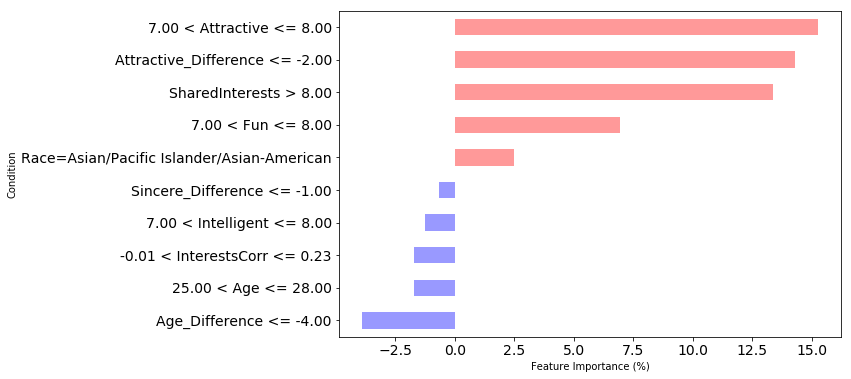 7.00 < Attractive <= 8.00
Attractive_Difference <= -2.00
SharedInterests > 8.00
7.00 < Fun <= 8.00
Race=Asian/Pacific Islander/Asian-American
Sincere_Difference <= -1.00
7.00 < Intelligent <= 8.00
-0.01 < InterestsCorr <= 0.23
25.00 < Age <= 28.00
Age_Difference <= -4.00
Condition
−2.5 0.0 2.5 5.0 7.5 10.0 12.5 15.0
Feature Importance (%)